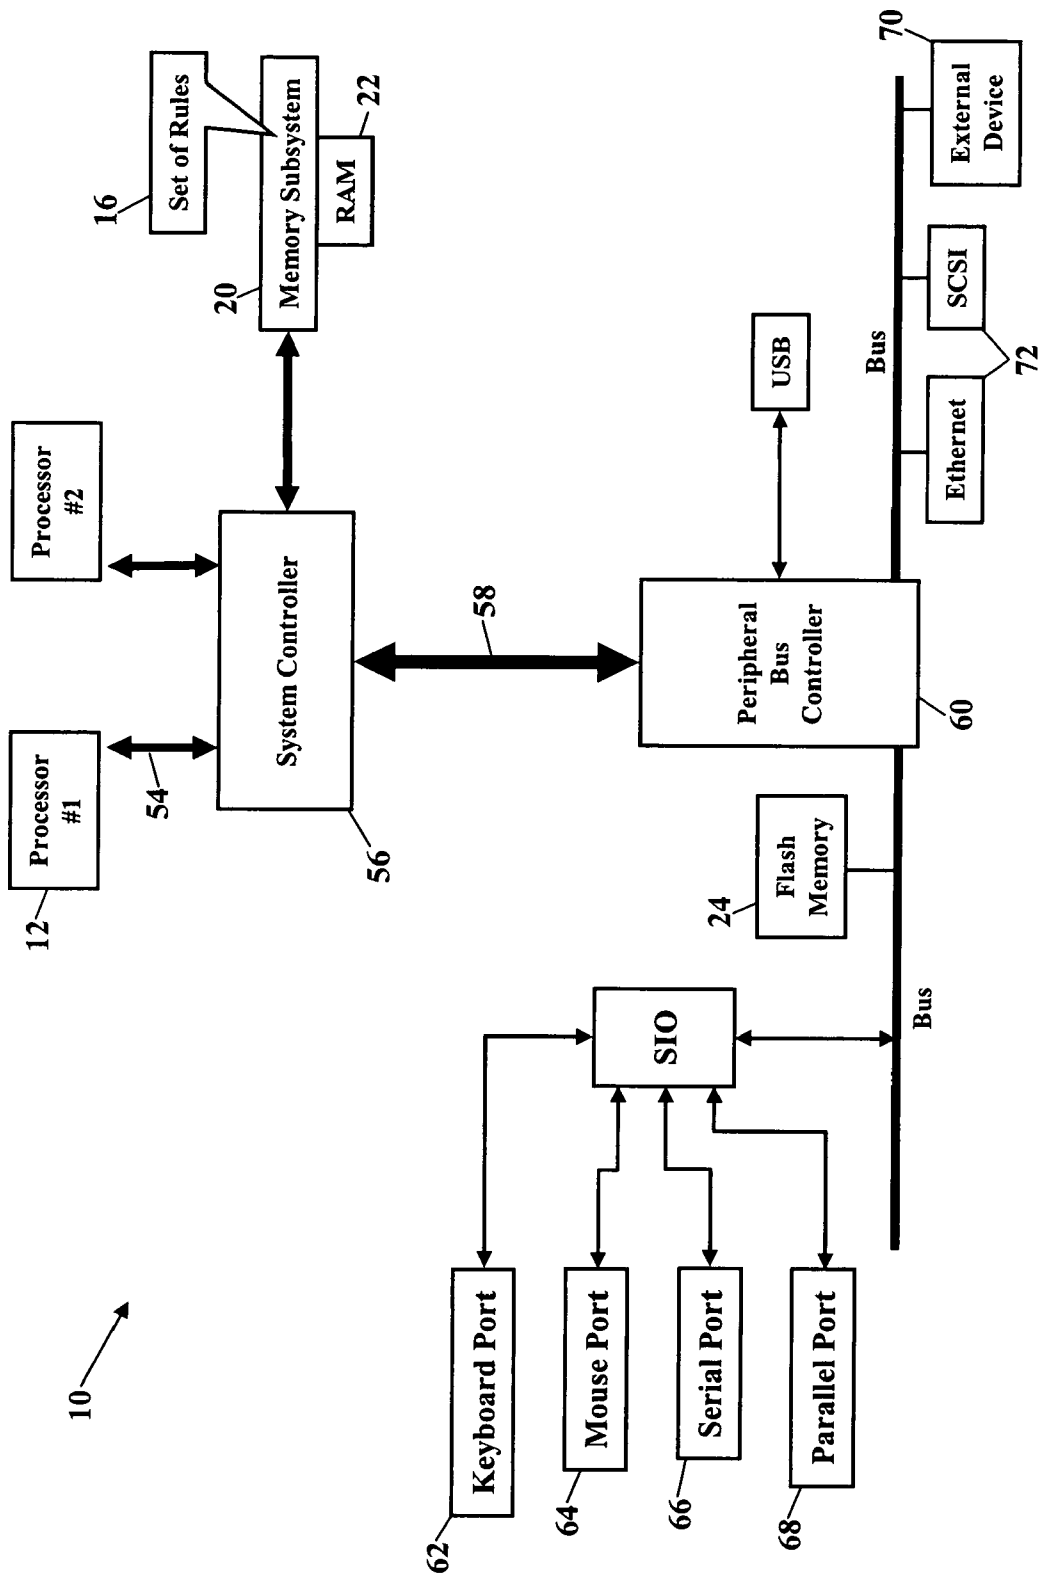 10
12
Processor
#1
Processor
#2
54
System Controller
56
16
Set of Rules
20
Memory Subsystem
RAM
22
58
Peripheral
Bus
Controller
60
USB
62
Keyboard Port
64
Mouse Port
66
Serial Port
68
Parallel Port
SIO
24
Flash
Memory
Bus
Bus
Ethernet
SCSI
72
70
External
Device